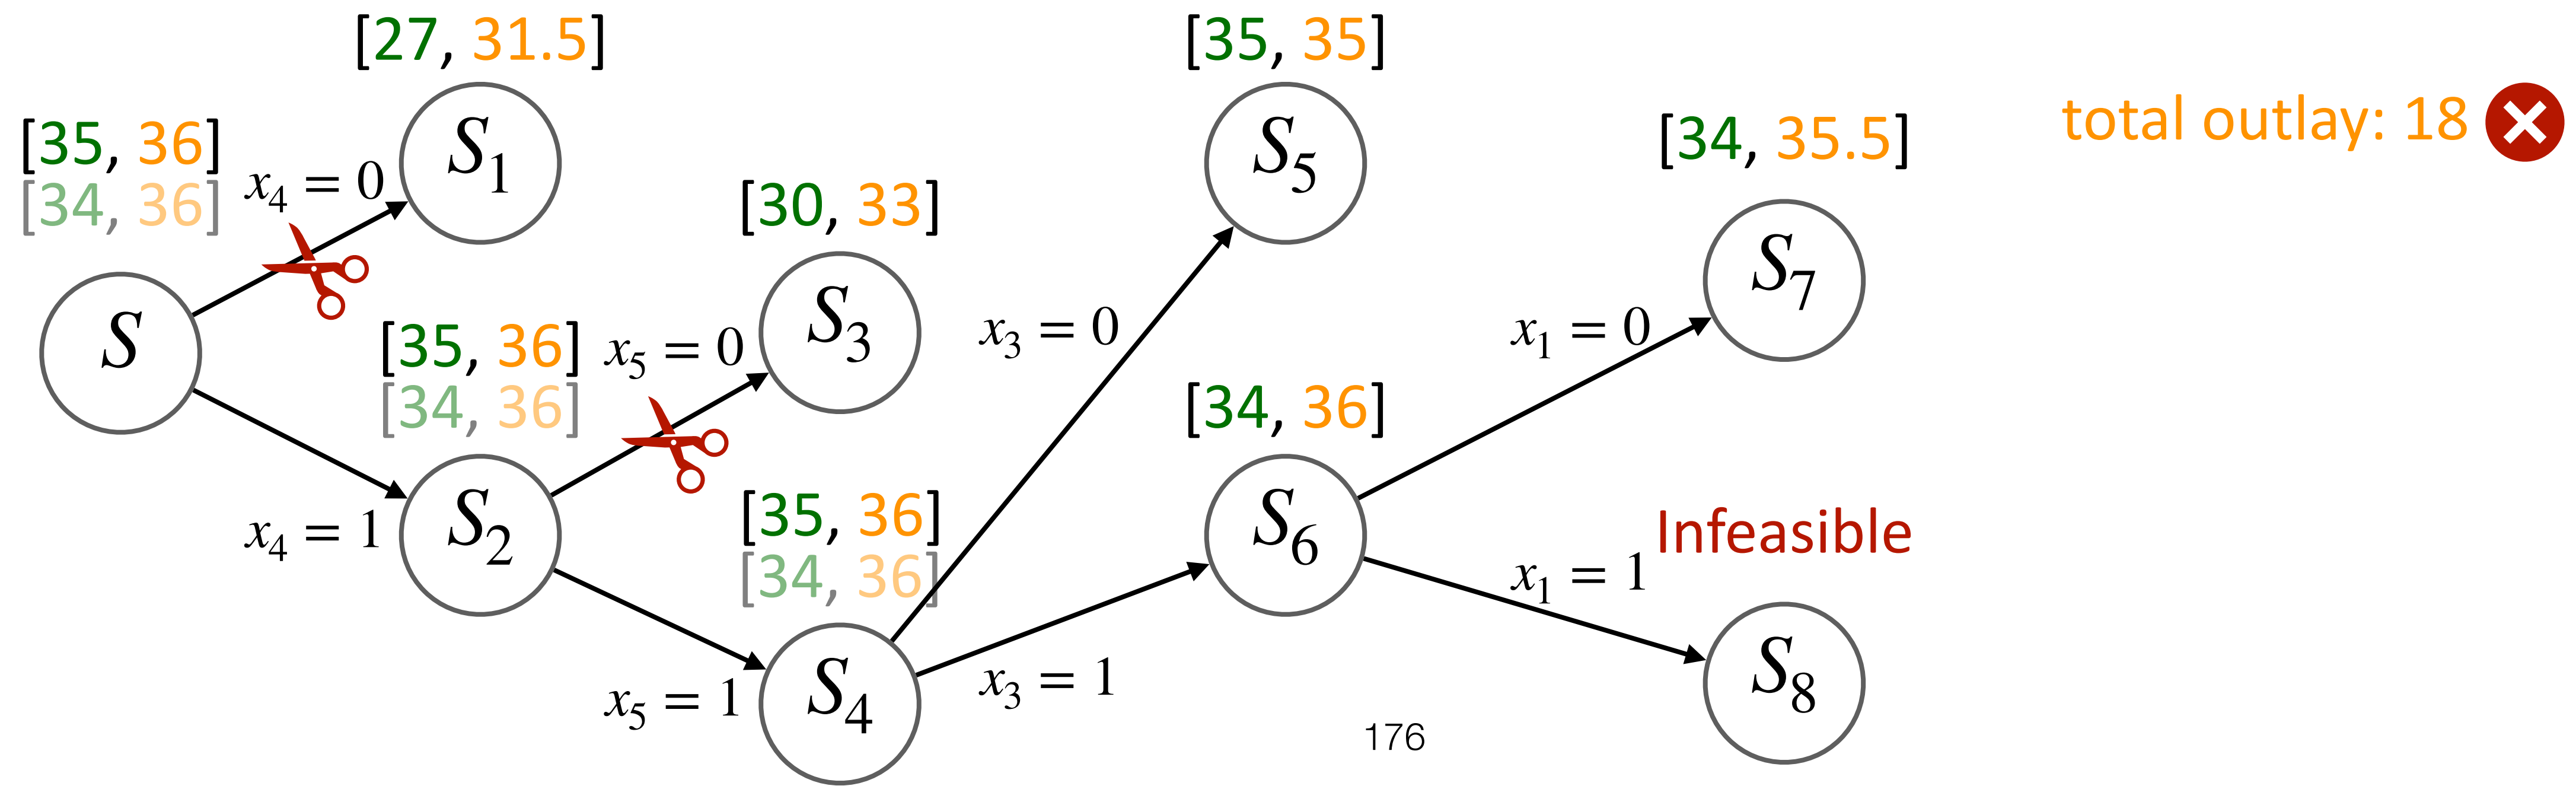 [27, 31.5]
[35, 35]
total outlay: 18
[35, 36]
[34, 36]
x₄ = 0
S₁
S₅
[34, 35.5]
[30, 33]
S
S₃
S₇
[35, 36]
[34, 36]
x₅ = 0
x₃ = 0
x₁ = 0
[34, 36]
x₄ = 1
S₂
S₆
Infeasible
[35, 36]
[34, 36]
x₁ = 1
x₅ = 1
S₄
x₃ = 1
S₈
176